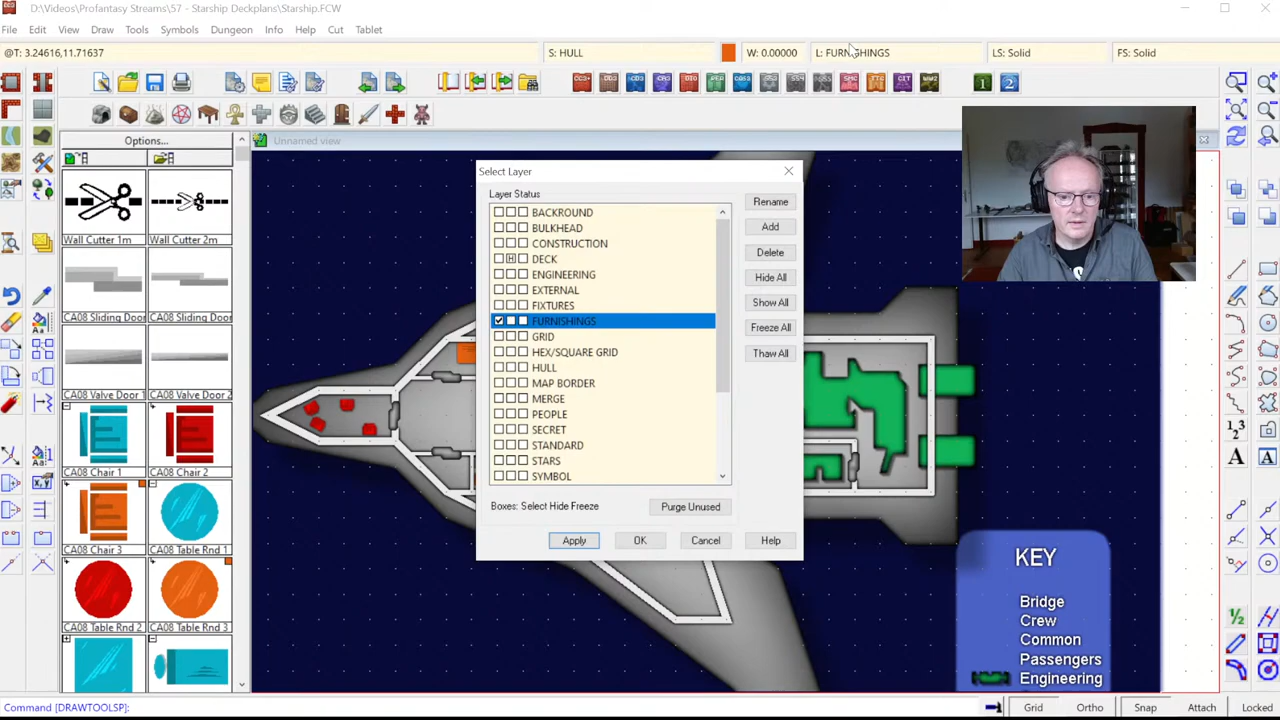 D:\Videos\Profantasy Streams\57 - Starship Deckplans\Starship.FCW
File Edit View Draw Tools Symbols Dungeon Info Help Cut Tablet
@T: 3.24616,11.71637 S: HULL W: 0.00000 L: FURNISHINGS LS: Solid FS: Solid
Options...
Unnamed view
Wall Cutter 1m Wall Cutter 2m
CA08 Sliding Door CA08 Sliding Door
CA08 Valve Door 1 CA08 Valve Door 2
CA08 Chair 1 CA08 Chair 2
CA08 Chair 3 CA08 Table Rnd 1
CA08 Table Rnd 2 CA08 Table Rnd 3
Select Layer
Layer Status
BACKROUND
BULKHEAD
CONSTRUCTION
H DECK
ENGINEERING
EXTERNAL
FIXTURES
FURNISHINGS
GRID
HEX/SQUARE GRID
HULL
MAP BORDER
MERGE
PEOPLE
SECRET
STANDARD
STARS
SYMBOL
Rename
Add
Delete
Hide All
Show All
Freeze All
Thaw All
Boxes: Select Hide Freeze Purge Unused
Apply OK Cancel Help
KEY
Bridge
Crew
Common
Passengers
Engineering
Command [DRAWTOOLSP]: Grid Ortho Snap Attach Locked